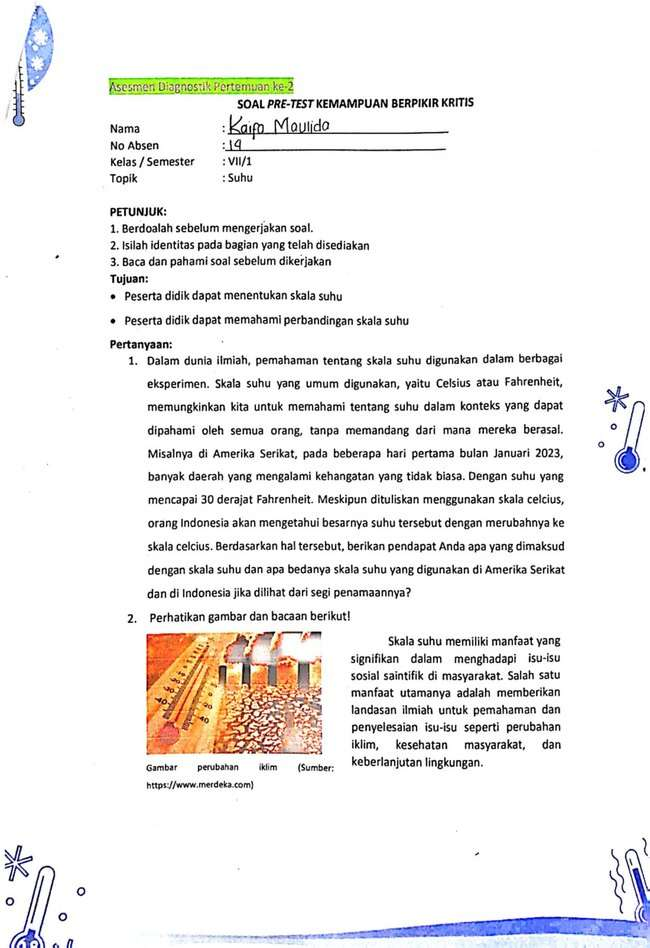 Asesmen Diagnostik Pertemuan ke-2
SOAL PRE-TEST KEMAMPUAN BERPIKIR KRITIS
Nama : Kaifa Maulida
No Absen : 19
Kelas / Semester : VII/1
Topik : Suhu
PETUNJUK:
1. Berdoalah sebelum mengerjakan soal.
2. Isilah identitas pada bagian yang telah disediakan
3. Baca dan pahami soal sebelum dikerjakan
Tujuan:
• Peserta didik dapat menentukan skala suhu
• Peserta didik dapat memahami perbandingan skala suhu
Pertanyaan:
1. Dalam dunia ilmiah, pemahaman tentang skala suhu digunakan dalam berbagai
eksperimen. Skala suhu yang umum digunakan, yaitu Celsius atau Fahrenheit,
memungkinkan kita untuk memahami tentang suhu dalam konteks yang dapat
dipahami oleh semua orang, tanpa memandang dari mana mereka berasal.
Misalnya di Amerika Serikat, pada beberapa hari pertama bulan Januari 2023,
banyak daerah yang mengalami kehangatan yang tidak biasa. Dengan suhu yang
mencapai 30 derajat Fahrenheit. Meskipun dituliskan menggunakan skala celcius,
orang Indonesia akan mengetahui besarnya suhu tersebut dengan merubahnya ke
skala celcius. Berdasarkan hal tersebut, berikan pendapat Anda apa yang dimaksud
dengan skala suhu dan apa bedanya skala suhu yang digunakan di Amerika Serikat
dan di Indonesia jika dilihat dari segi penamaannya?
2. Perhatikan gambar dan bacaan berikut!
Skala suhu memiliki manfaat yang
signifikan dalam menghadapi isu-isu
sosial saintifik di masyarakat. Salah satu
manfaat utamanya adalah memberikan
landasan ilmiah untuk pemahaman dan
penyelesaian isu-isu seperti perubahan
iklim, kesehatan masyarakat, dan
keberlanjutan lingkungan.
Gambar perubahan iklim (Sumber:
https://www.merdeka.com)